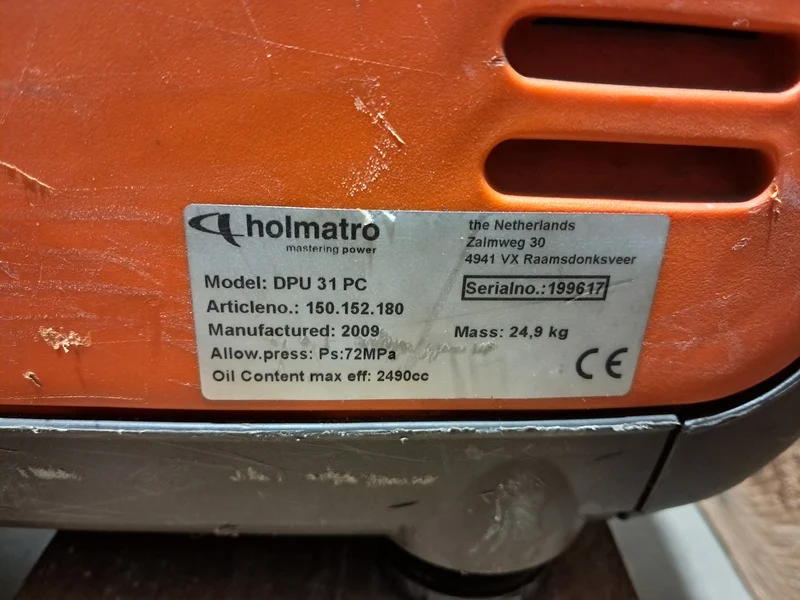 holmatro
mastering power
the Netherlands
Zalmweg 30
4941 VX Raamsdonksveer
Model: DPU 31 PC
Serialno.:199617
Articleno.: 150.152.180
Manufactured: 2009
Mass: 24,9 kg
Allow.press: Ps:72MPa
Oil Content max eff: 2490cc
CE